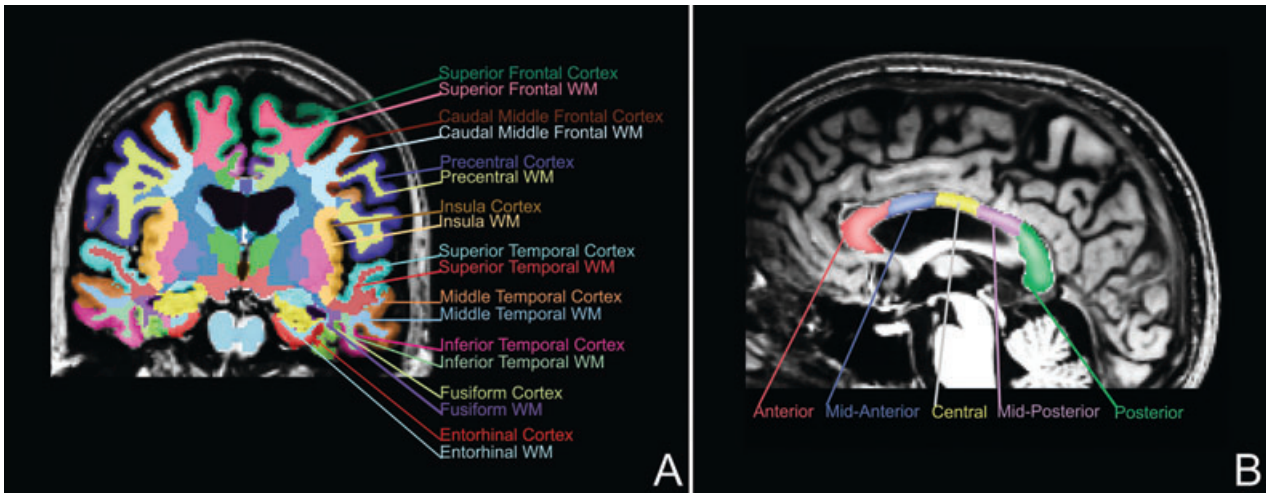 Superior Frontal Cortex
Superior Frontal WM
Caudal Middle Frontal Cortex
Caudal Middle Frontal WM
Precentral Cortex
Precentral WM
Insula Cortex
Insula WM
Superior Temporal Cortex
Superior Temporal WM
Middle Temporal Cortex
Middle Temporal WM
Inferior Temporal Cortex
Inferior Temporal WM
Fusiform Cortex
Fusiform WM
Entorhinal Cortex
Entorhinal WM
A
Anterior Mid-Anterior Central Mid-Posterior Posterior
B